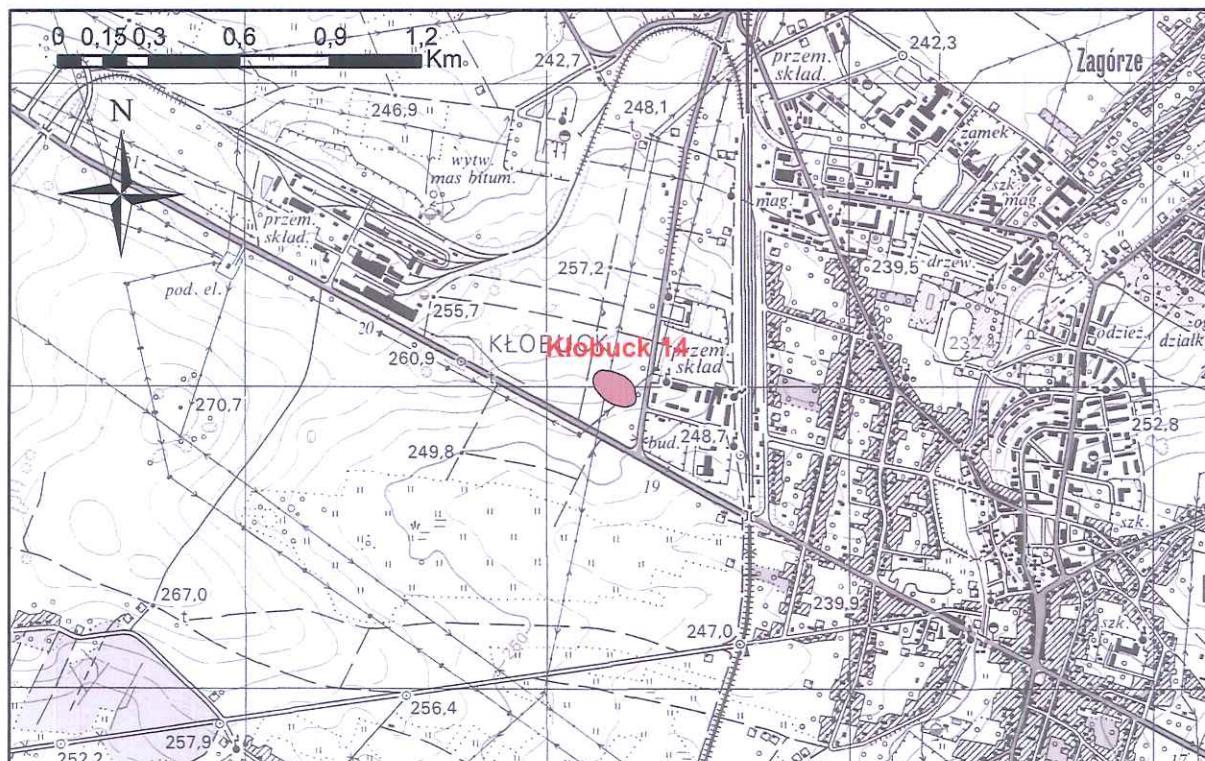 247,0
0 0,15 0,3 0,6 0,9 1,2
Km
242,7
przem.
skład.
242,3
Zagórze
N
246,9
248,1
t
zamek
wytw.
mas bitum.
szk.
mag.
mag.
przem.
skład.
257,2
239,5
drzew.
pod. el.
255,7
20
odzież.
działk
232,4
260,9
KŁOBUCK
Kłobuck 14
przem.
skład
t
270,7
252,8
bud.
248,7
249,8
19
szk.
267,0
t
239,9
247,0
szk.
256,4
257,9
252,2
17